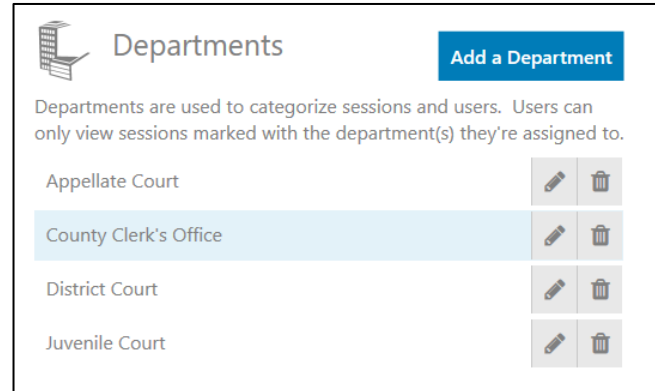 Departments
Add a Department
Departments are used to categorize sessions and users.  Users can
only view sessions marked with the department(s) they're assigned to.
Appellate Court
County Clerk's Office
District Court
Juvenile Court